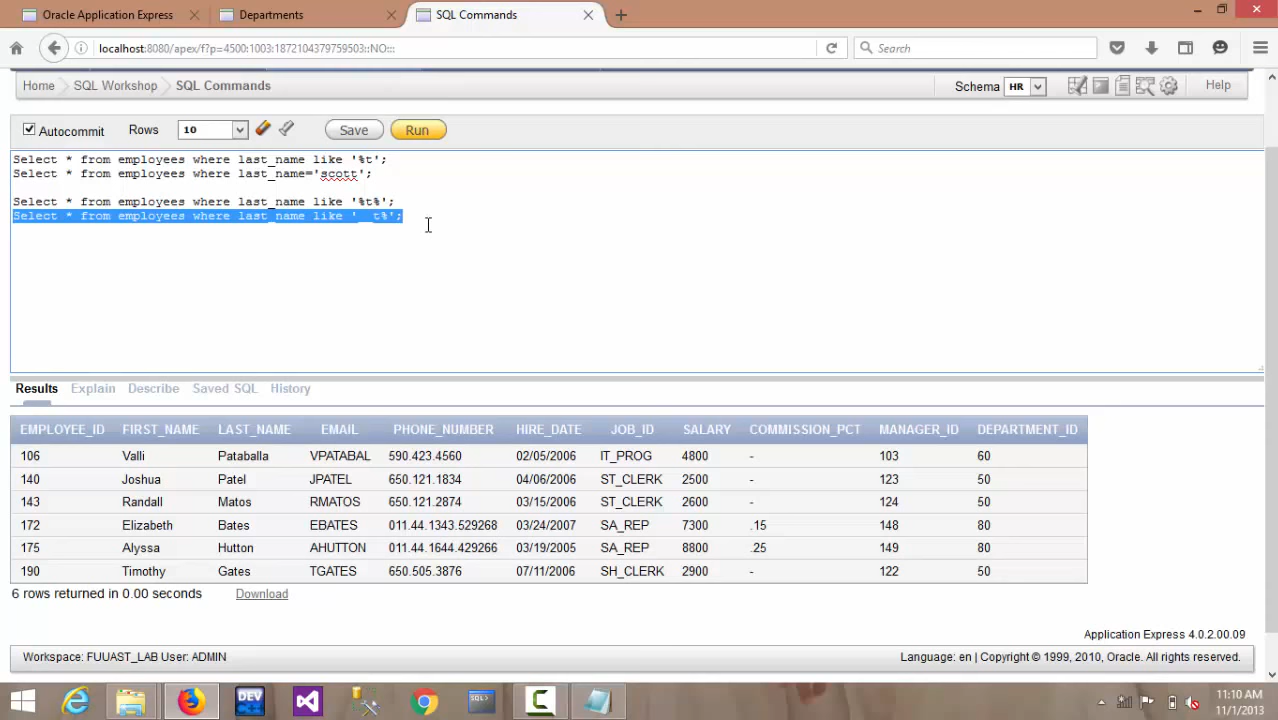 Oracle Application Express
Departments
SQL Commands
localhost:8080/apex/f?p=4500:1003:1872104379759503::NO:::
Search
Home SQL Workshop SQL Commands
Schema HR Help
Autocommit Rows 10 Save Run
Select * from employees where last_name like '%t';
Select * from employees where last_name='scott';
Select * from employees where last_name like '%t%';
Select * from employees where last_name like '__t%';
Results Explain Describe Saved SQL History
EMPLOYEE_ID FIRST_NAME LAST_NAME EMAIL PHONE_NUMBER HIRE_DATE JOB_ID SALARY COMMISSION_PCT MANAGER_ID DEPARTMENT_ID
106 Valli Pataballa VPATABAL 590.423.4560 02/05/2006 IT_PROG 4800 - 103 60
140 Joshua Patel JPATEL 650.121.1834 04/06/2006 ST_CLERK 2500 - 123 50
143 Randall Matos RMATOS 650.121.2874 03/15/2006 ST_CLERK 2600 - 124 50
172 Elizabeth Bates EBATES 011.44.1343.529268 03/24/2007 SA_REP 7300 .15 148 80
175 Alyssa Hutton AHUTTON 011.44.1644.429266 03/19/2005 SA_REP 8800 .25 149 80
190 Timothy Gates TGATES 650.505.3876 07/11/2006 SH_CLERK 2900 - 122 50
6 rows returned in 0.00 seconds Download
Application Express 4.0.2.00.09
Workspace: FUUAST_LAB User: ADMIN
Language: en | Copyright © 1999, 2010, Oracle. All rights reserved.
DEV
SQL>
11:10 AM
11/1/2013